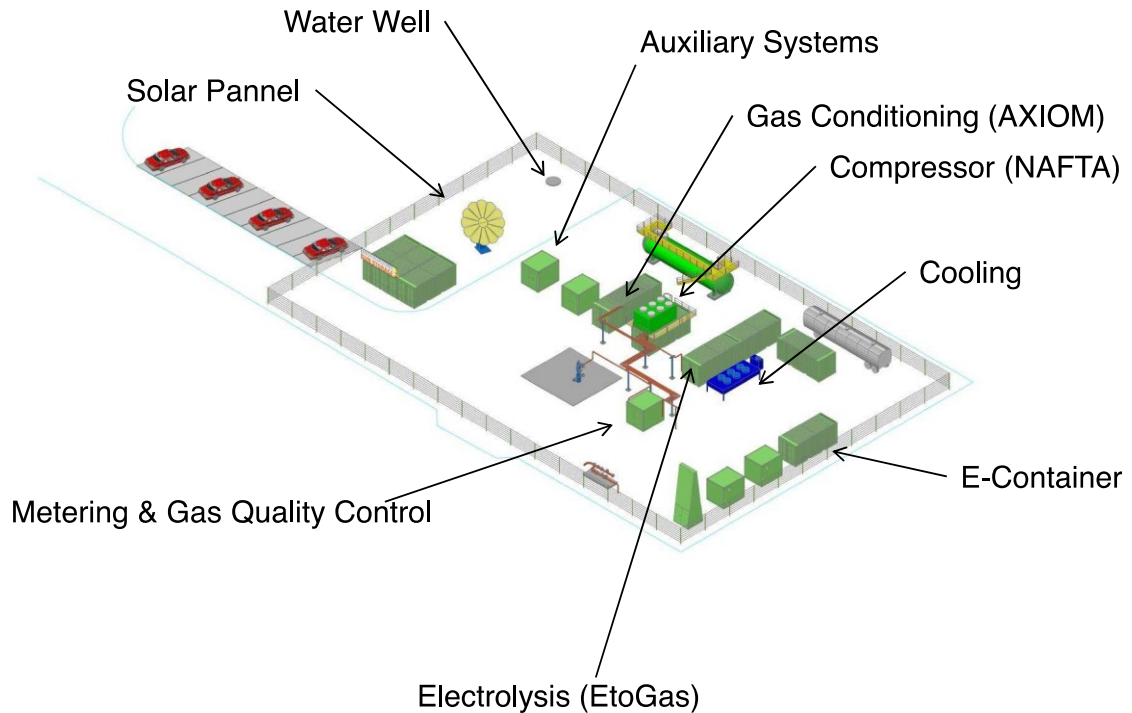 Water Well
Auxiliary Systems
Solar Pannel
Gas Conditioning (AXIOM)
Compressor (NAFTA)
Cooling
E-Container
Metering & Gas Quality Control
Electrolysis (EtoGas)